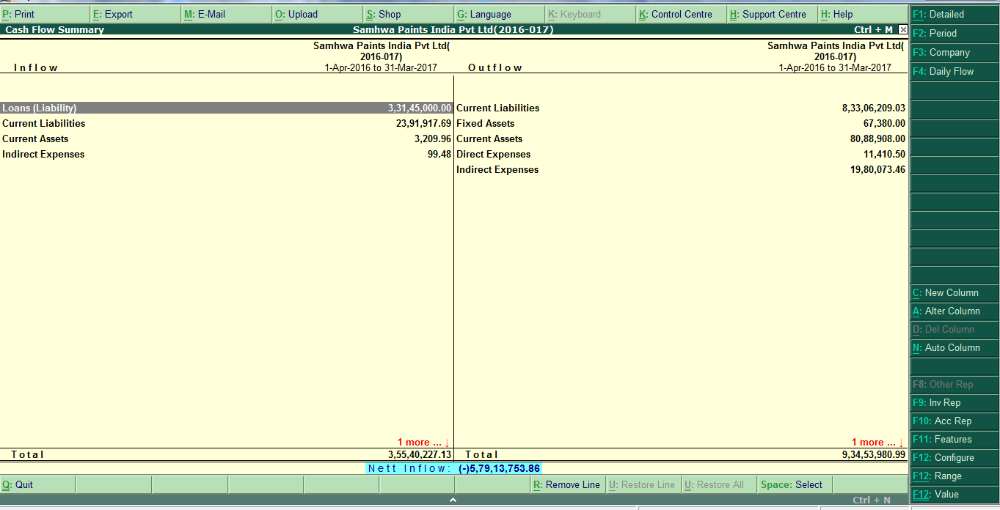 P: Print E: Export M: E-Mail O: Upload S: Shop G: Language K: Keyboard K: Control Centre H: Support Centre H: Help
Cash Flow Summary Samhwa Paints India Pvt Ltd(2016-017) Ctrl + M
Samhwa Paints India Pvt Ltd( Samhwa Paints India Pvt Ltd(
2016-017) 2016-017)
Inflow 1-Apr-2016 to 31-Mar-2017 Outflow 1-Apr-2016 to 31-Mar-2017
Loans (Liability) 3,31,45,000.00 Current Liabilities 8,33,06,209.03
Current Liabilities 23,91,917.69 Fixed Assets 67,380.00
Current Assets 3,209.96 Current Assets 80,88,908.00
Indirect Expenses 99.48 Direct Expenses 11,410.50
Indirect Expenses 19,80,073.46
1 more ... ↓ 1 more ... ↓
Total 3,55,40,227.13 Total 9,34,53,980.99
Nett Inflow: (-)5,79,13,753.86
Q: Quit R: Remove Line U: Restore Line U: Restore All Space: Select
Ctrl + N
F1: Detailed
F2: Period
F3: Company
F4: Daily Flow
C: New Column
A: Alter Column
D: Del Column
N: Auto Column
F8: Other Rep
F9: Inv Rep
F10: Acc Rep
F11: Features
F12: Configure
F12: Range
F12: Value